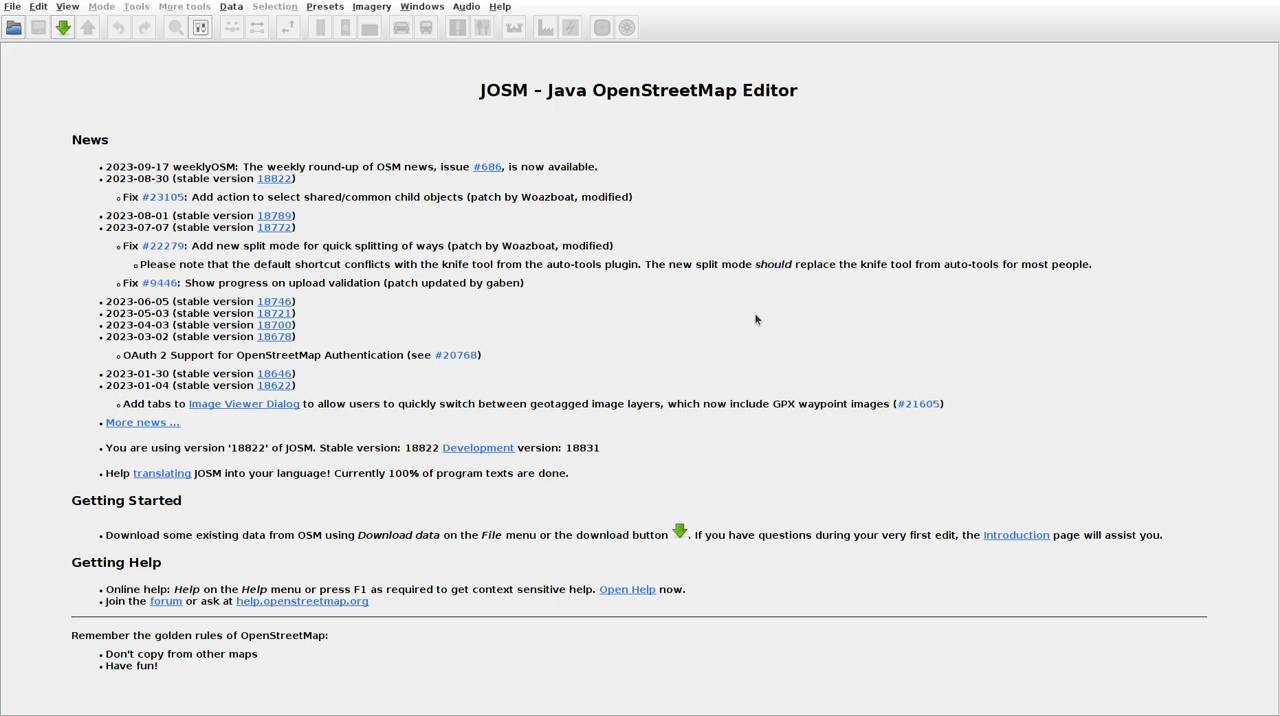 File Edit View Mode Tools More tools Data Selection Presets Imagery Windows Audio Help
JOSM – Java OpenStreetMap Editor
News
2023-09-17 weeklyOSM: The weekly round-up of OSM news, issue #686, is now available.
2023-08-30 (stable version 18822)
Fix #23105: Add action to select shared/common child objects (patch by Woazboat, modified)
2023-08-01 (stable version 18789)
2023-07-07 (stable version 18772)
Fix #22279: Add new split mode for quick splitting of ways (patch by Woazboat, modified)
Please note that the default shortcut conflicts with the knife tool from the auto-tools plugin. The new split mode should replace the knife tool from auto-tools for most people.
Fix #9446: Show progress on upload validation (patch updated by gaben)
2023-06-05 (stable version 18746)
2023-05-03 (stable version 18721)
2023-04-03 (stable version 18700)
2023-03-02 (stable version 18678)
OAuth 2 Support for OpenStreetMap Authentication (see #20768)
2023-01-30 (stable version 18646)
2023-01-04 (stable version 18622)
Add tabs to Image Viewer Dialog to allow users to quickly switch between geotagged image layers, which now include GPX waypoint images (#21605)
More news ...
You are using version '18822' of JOSM. Stable version: 18822 Development version: 18831
Help translating JOSM into your language! Currently 100% of program texts are done.
Getting Started
Download some existing data from OSM using Download data on the File menu or the download button . If you have questions during your very first edit, the Introduction page will assist you.
Getting Help
Online help: Help on the Help menu or press F1 as required to get context sensitive help. Open Help now.
Join the forum or ask at help.openstreetmap.org
Remember the golden rules of OpenStreetMap:
Don't copy from other maps
Have fun!